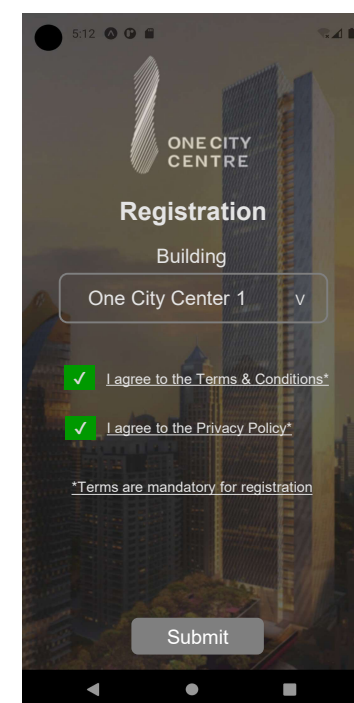 5:12
ONE CITY
CENTRE
Registration
Building
One City Center 1 v
✓ I agree to the Terms & Conditions*
✓ I agree to the Privacy Policy*
*Terms are mandatory for registration
Submit